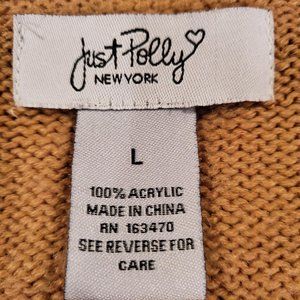 Just Polly
NEW YORK
L
100% ACRYLIC
MADE IN CHINA
RN 163470
SEE REVERSE FOR
CARE